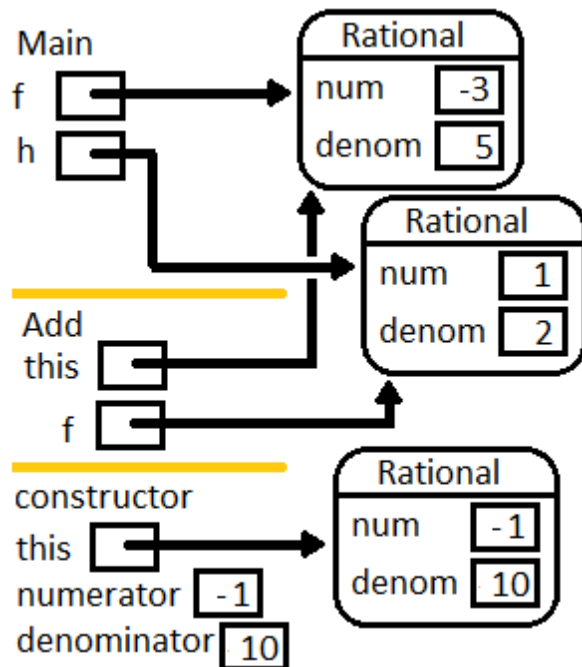 Main
f
h
Rational
num -3
denom 5
Rational
num 1
denom 2
Add
this
f
constructor
this
numerator -1
denominator 10
Rational
num -1
denom 10